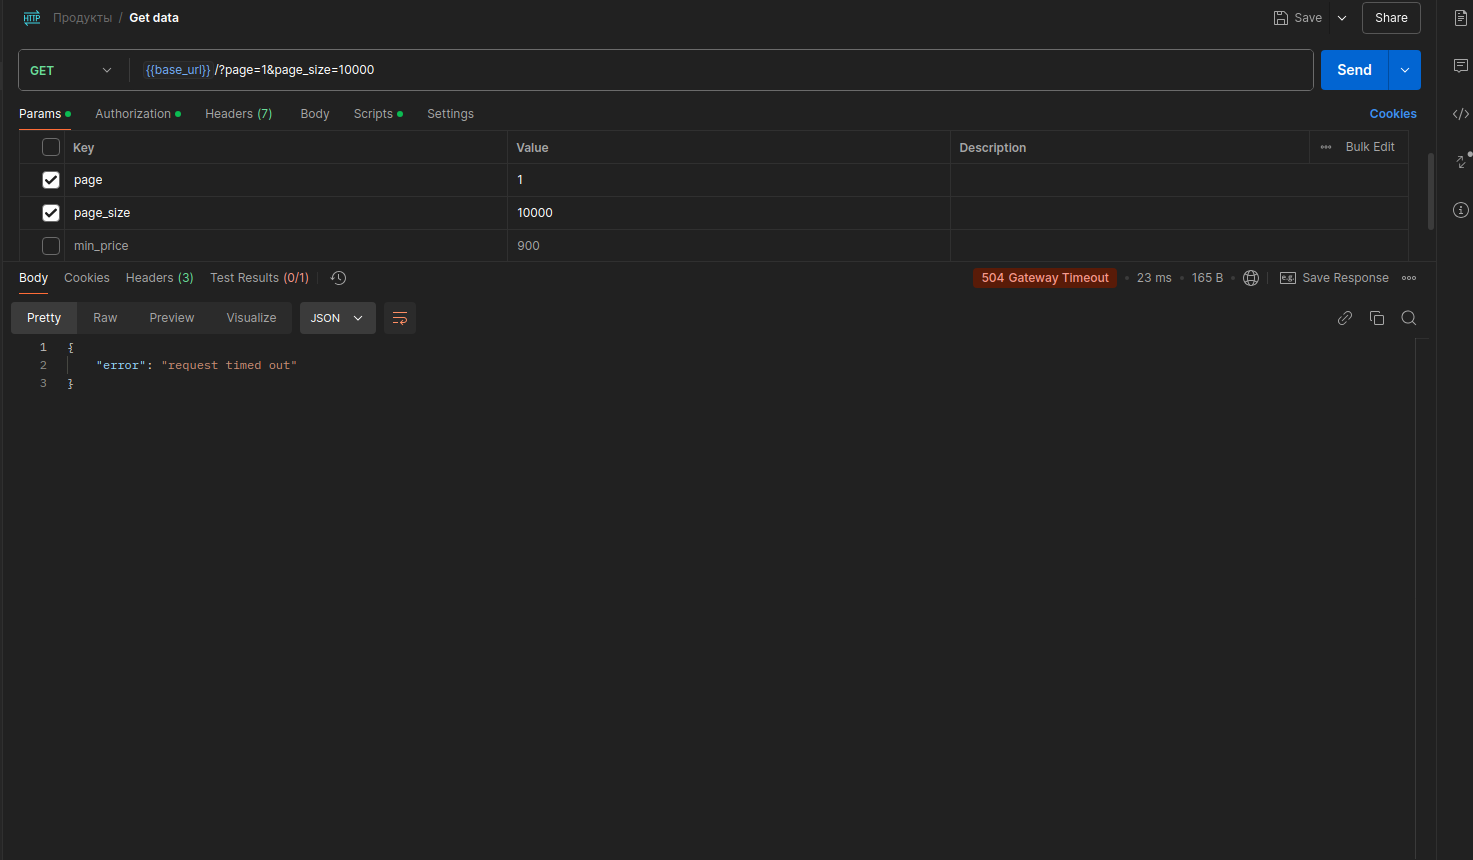 HTTP Продукты / Get data Save Share
GET {{base_url}} /?page=1&page_size=10000 Send
Params Authorization Headers (7) Body Scripts Settings Cookies
Key Value Description Bulk Edit
page 1
page_size 10000
min_price 900
Body Cookies Headers (3) Test Results (0/1) 504 Gateway Timeout 23 ms 165 B e.g. Save Response
Pretty Raw Preview Visualize JSON
1 {
2 "error": "request timed out"
3 }